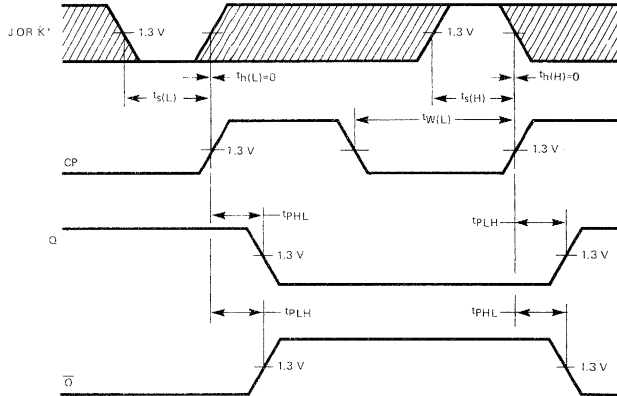 J OR K*
1.3 V
1.3 V
th(L)=0
th(H)=0
ts(L)
ts(H)
tW(L)
CP
1.3 V
1.3 V
tPHL
tPLH
Q
1.3 V
1.3 V
tPLH
tPHL
Q̅
1.3 V
1.3 V